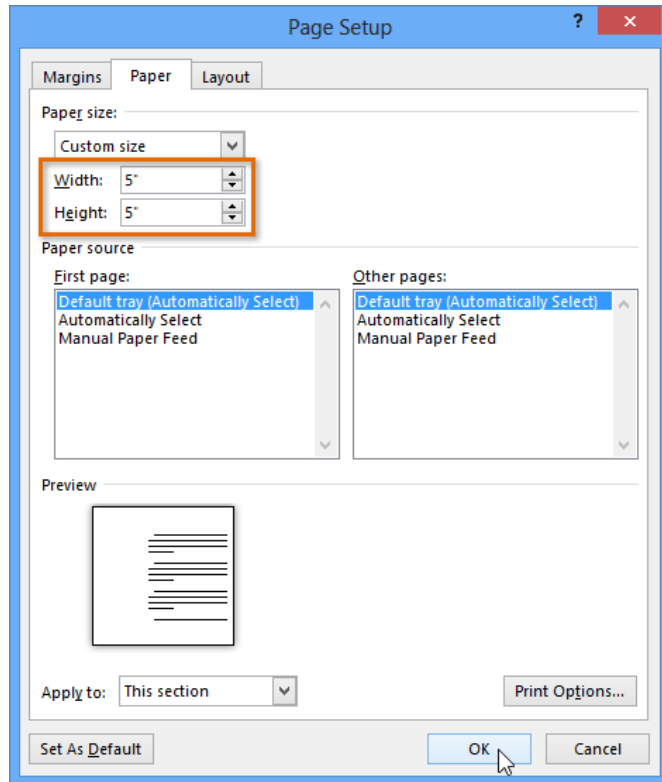 Page Setup ?
Margins Paper Layout
Paper size:
Custom size
Width: 5"
Height: 5"
Paper source
First page: Other pages:
Default tray (Automatically Select) Default tray (Automatically Select)
Automatically Select Automatically Select
Manual Paper Feed Manual Paper Feed
Preview
Apply to: This section Print Options...
Set As Default OK Cancel